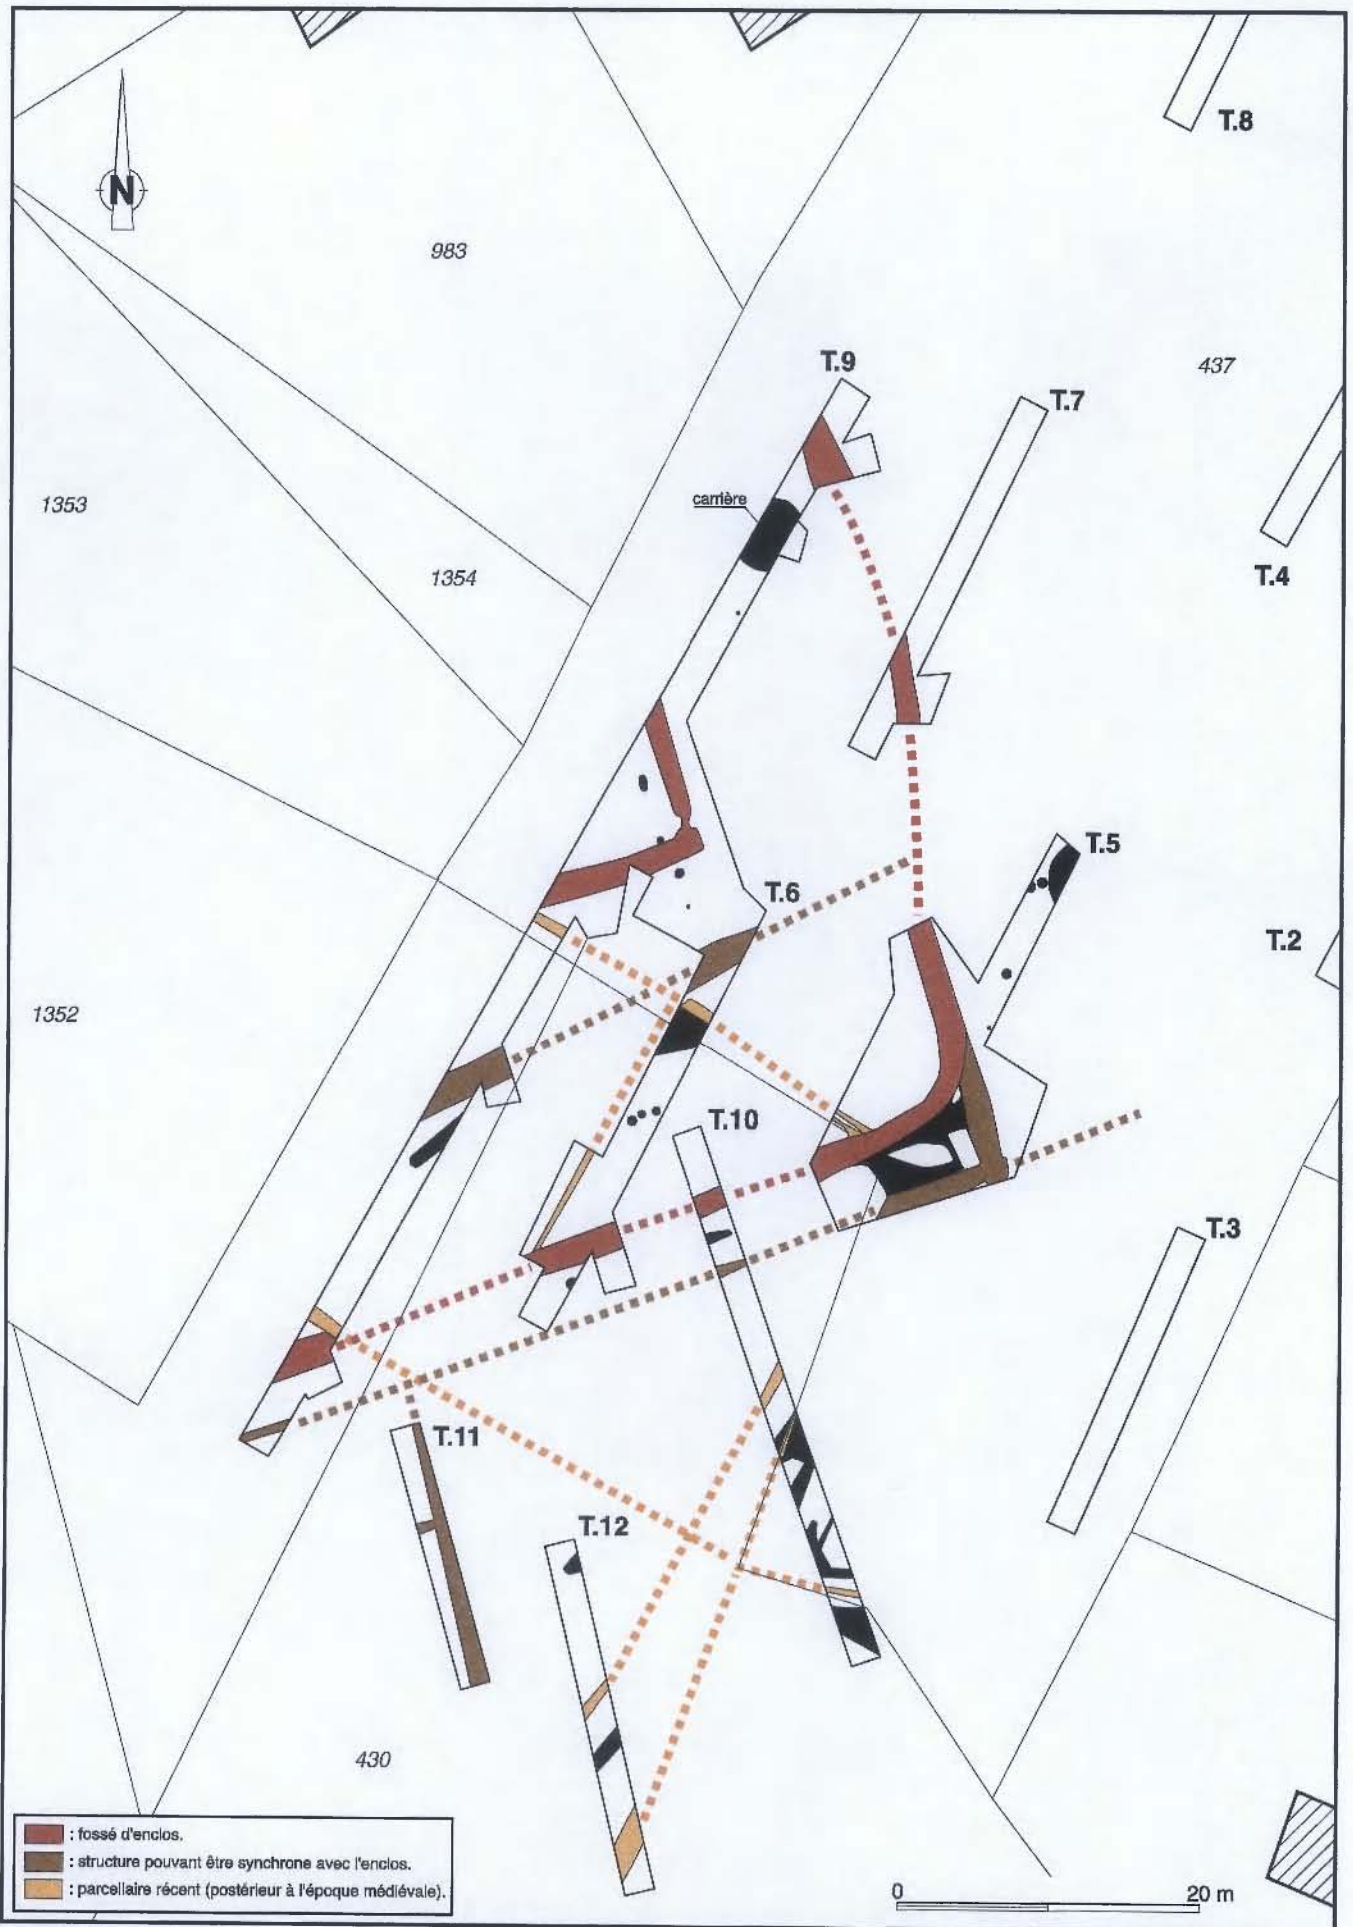 T.8
N
983
437
T.9
T.7
1353
carrière
1354
T.4
T.5
T.6
T.2
1352
T.10
T.3
T.11
T.12
430
: fossé d'enclos.
: structure pouvant être synchrone avec l'enclos.
: parcellaire récent (postérieur à l'époque médiévale).
0 20 m